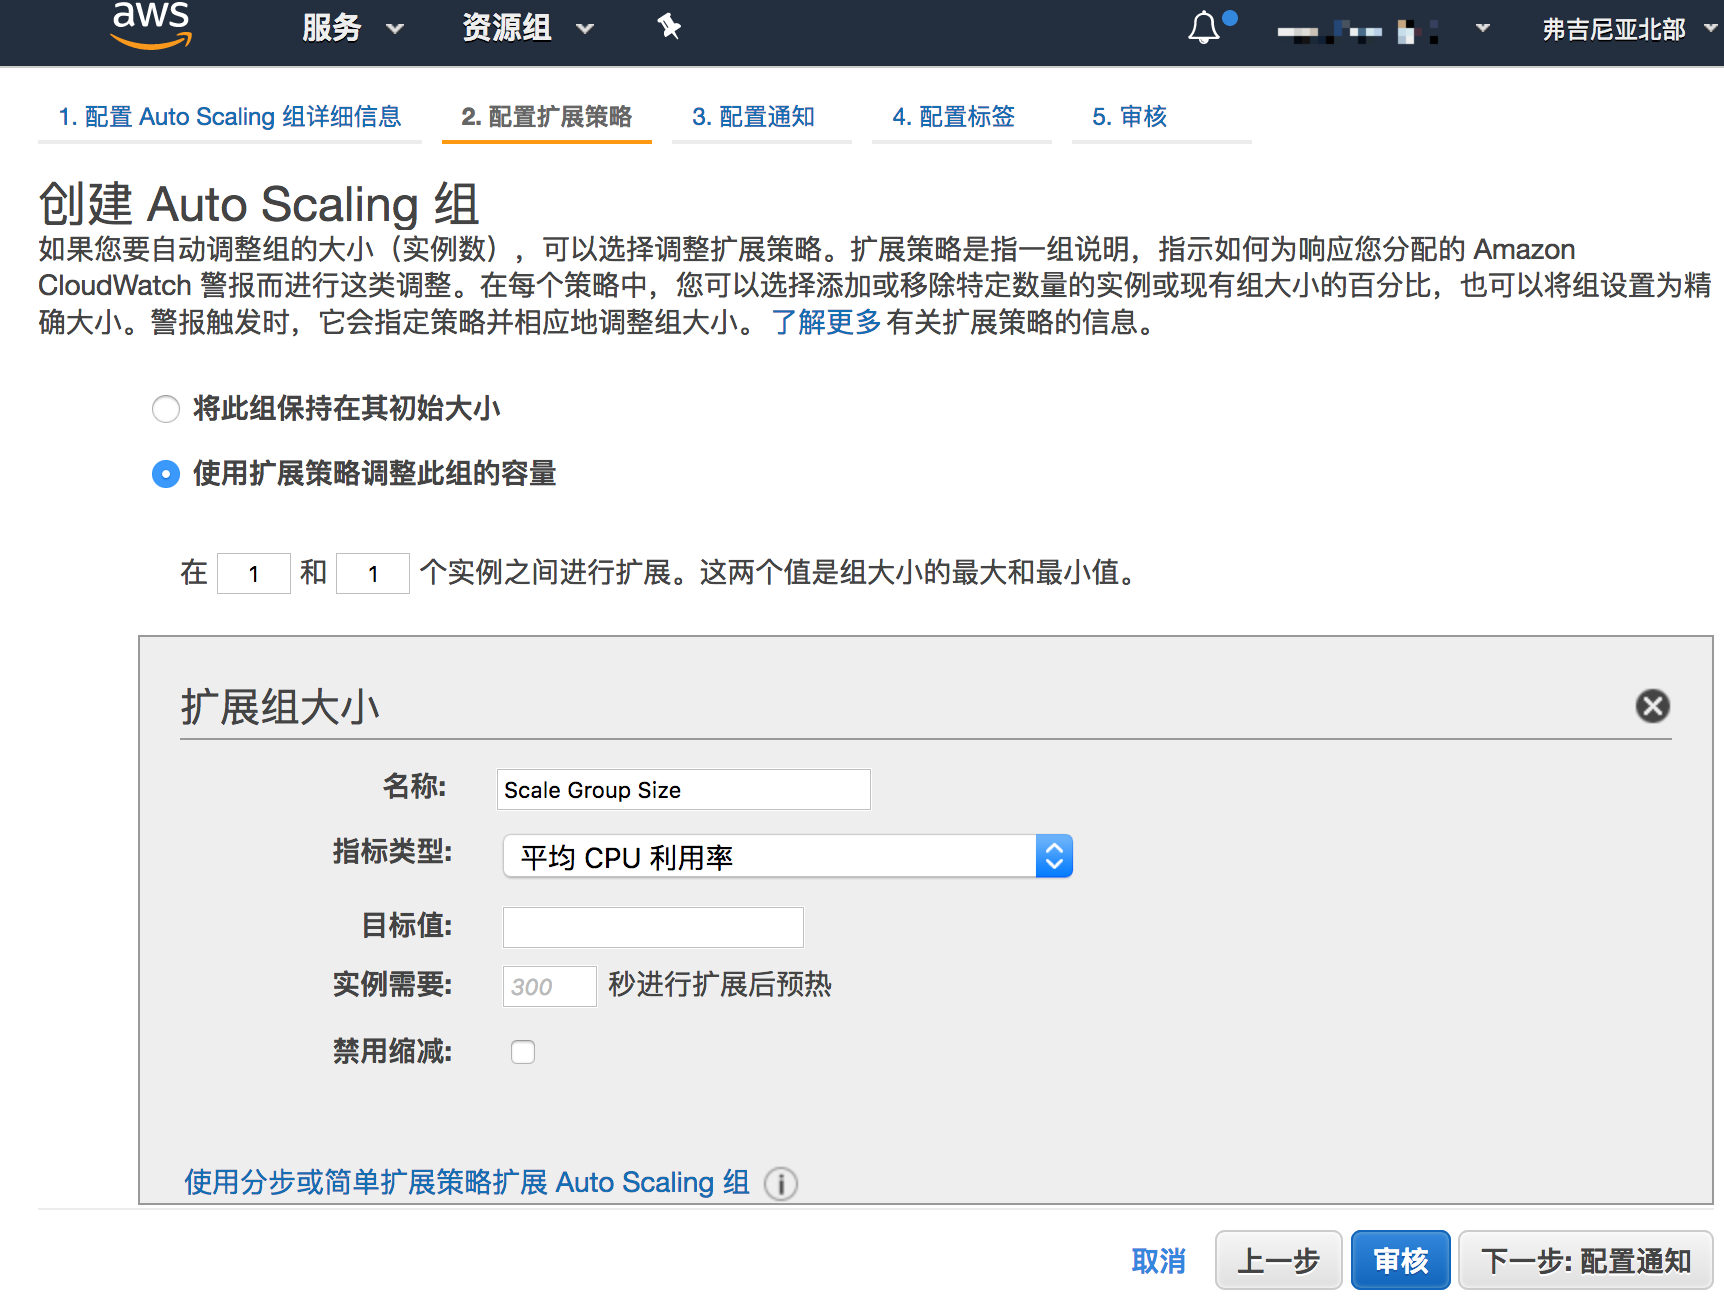 aws 服务 资源组 弗吉尼亚北部
1. 配置 Auto Scaling 组详细信息 2. 配置扩展策略 3. 配置通知 4. 配置标签 5. 审核
创建 Auto Scaling 组
如果您要自动调整组的大小（实例数），可以选择调整扩展策略。扩展策略是指一组说明，指示如何为响应您分配的 Amazon
CloudWatch 警报而进行这类调整。在每个策略中，您可以选择添加或移除特定数量的实例或现有组大小的百分比，也可以将组设置为精
确大小。警报触发时，它会指定策略并相应地调整组大小。 了解更多 有关扩展策略的信息。
将此组保持在其初始大小
使用扩展策略调整此组的容量
在 1 和 1 个实例之间进行扩展。这两个值是组大小的最大和最小值。
扩展组大小
名称: Scale Group Size
指标类型: 平均 CPU 利用率
目标值:
实例需要: 300 秒进行扩展后预热
禁用缩减:
使用分步或简单扩展策略扩展 Auto Scaling 组 i
取消 上一步 审核 下一步: 配置通知